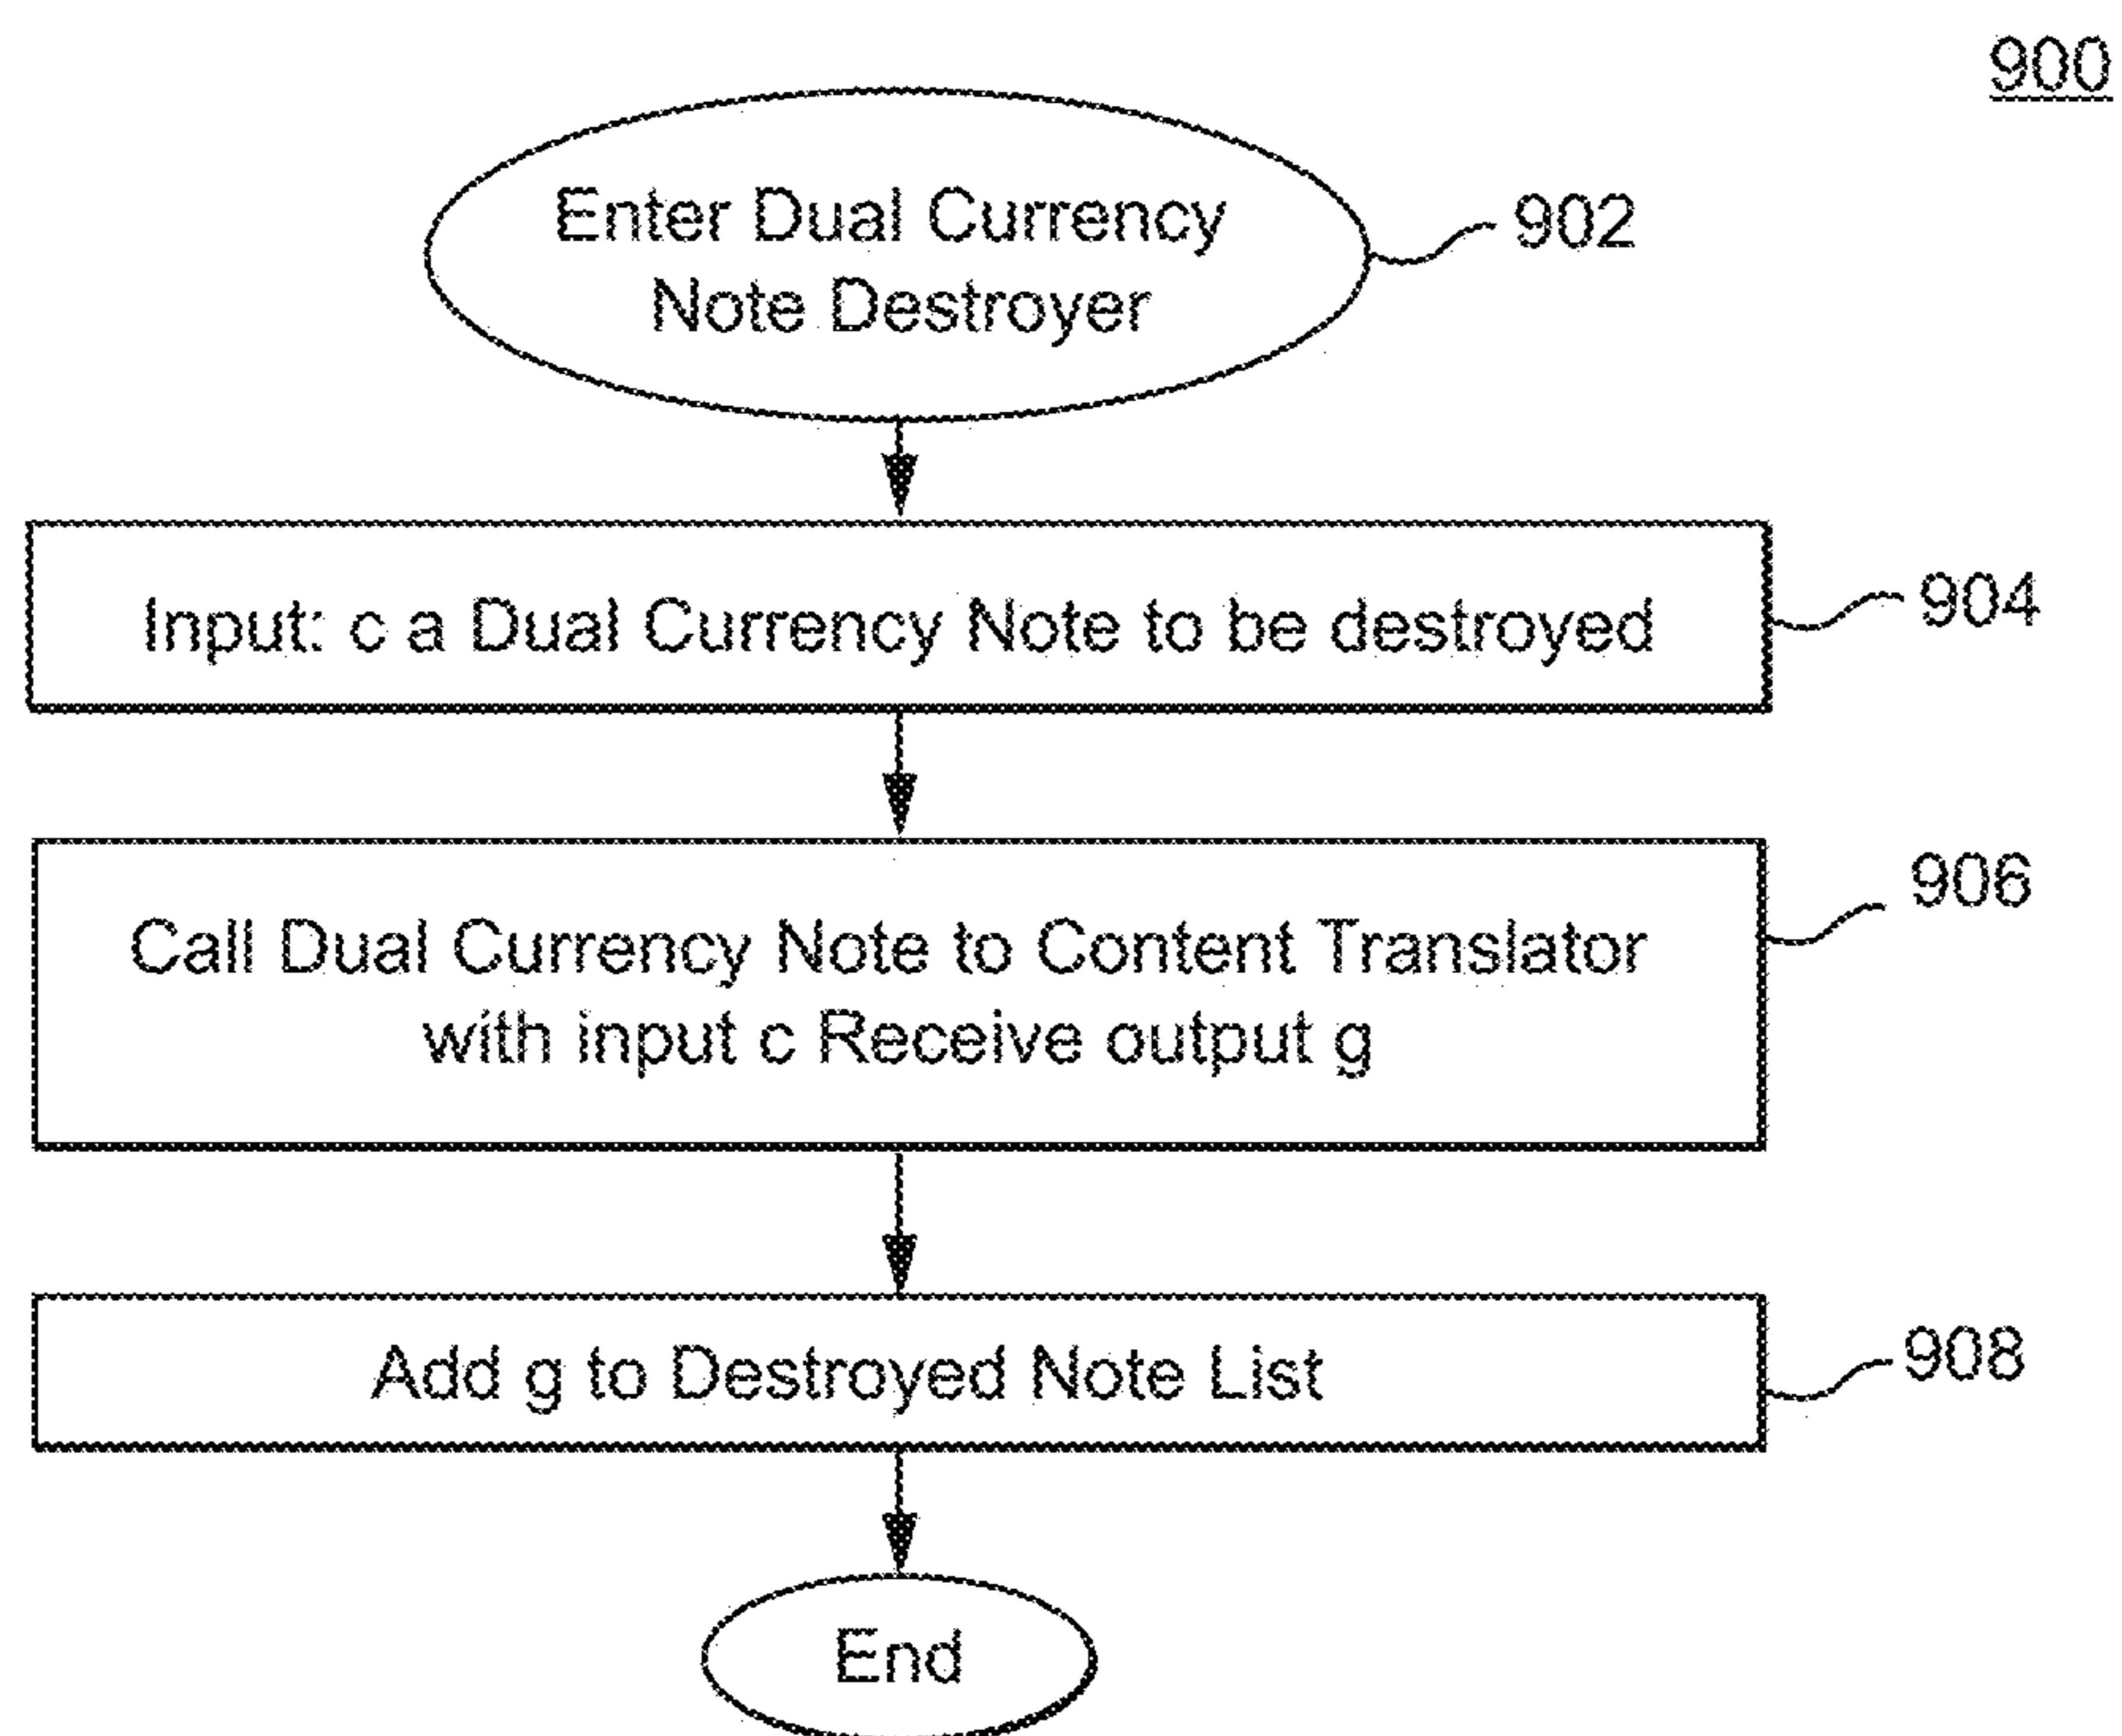 900
Enter Dual Currency
Note Destroyer
902
Input: c a Dual Currency Note to be destroyed
904
906
Call Dual Currency Note to Content Translator
with input c Receive output g
Add g to Destroyed Note List
908
End